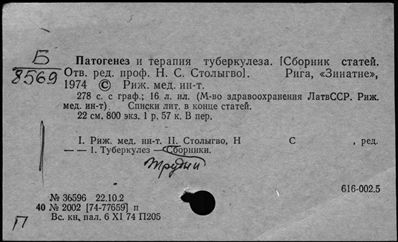 Б
8569
Патогенез и терапия туберкулеза. [Сборник статей.
Отв. ред. проф. Н. С. Столыгво]. Рига, «Зинатне»,
1974 © Риж. мед. ин-т.
278 с. с граф.; 16 л. ил. (М-во здравоохранения ЛатвССР. Риж.
мед. ин-т). Списки лит. в конце статей.
22 см. 800 экз. 1 р. 57 к. В пер.
I. Риж. мед. ин-т. II. Столыгво, Н С , ред.
— 1. Туберкулез — Сборники.
Труды
616-002.5
№ 36596 22.10.2
40 № 2002 [74-77659] п
Вс. кн. пал. 6 XI 74 П205
П